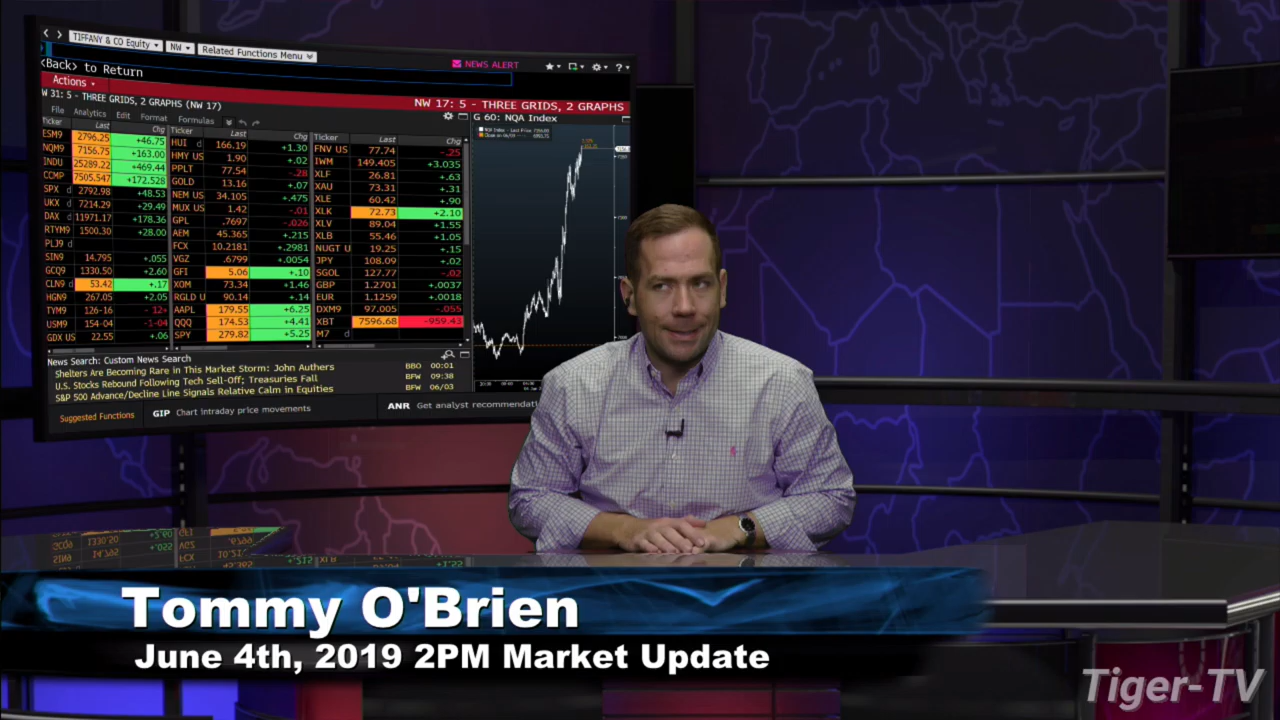 TIFFANY & CO Equity NW Related Functions Menu
NEWS ALERT
<Back> to Return
Actions
W 31: 5 - THREE GRIDS, 2 GRAPHS (NW 17) NW 17: 5 - THREE GRIDS, 2 GRAPHS
File Analytics Edit Format Formulas G 60: NQA Index
Ticker Last Chg Ticker Last Chg Ticker Last Chg
ESM9 2796.25 +46.75 HUI d 166.19 +1.30 FNV US 77.74 -.25
NQM9 7156.75 +163.00 HMY US 1.90 +.02 IWM 149.405 +3.035
INDU 25289.22 +469.44 PPLT 77.54 -.28 XLF 26.81 +.63
CCMP 7505.547 +172.528 GOLD 13.16 +.07 XAU 73.31 +.31
SPX d 2792.98 +48.53 NEM US 34.105 +.475 XLE 60.42 +.90
UKX d 7214.29 +29.49 MUX US 1.42 -.01 XLK 72.73 +2.10
DAX d 11971.17 +178.36 GPL .7697 -.026 XLV 89.04 +1.55
RTYM9 1500.30 +28.00 AEM 45.365 +.215 XLB 55.46 +1.05
PLJ9 d FCX 10.2181 +.2981 NUGT U 19.25 +.15
SIN9 14.795 +.055 VGZ .6799 +.0054 JPY 108.09 +.02
GCQ9 1330.50 +2.60 GFI 5.06 +.10 SGOL 127.77 -.02
CLN9 d 53.42 +.17 XOM 73.34 +1.46 GBP 1.2701 +.0037
HGN9 267.05 +2.05 RGLD U 90.14 +.14 EUR 1.1259 +.0018
TYM9 126-16 - 12+ AAPL 179.55 +6.25 DXM9 97.005 -.055
USM9 154-04 -1-04 QQQ 174.53 +4.41 XBT 7596.68 -959.43
GDX US 22.55 +.06 SPY 279.82 +5.25 M7 d
News Search: Custom News Search
Shelters Are Becoming Rare in This Market Storm: John Authers BBO 00:01
U.S. Stocks Rebound Following Tech Sell-Off; Treasuries Fall BFW 09:38
S&P 500 Advance/Decline Line Signals Relative Calm in Equities BFW 06/03
Suggested Functions GIP Chart intraday price movements ANR Get analyst
Tommy O'Brien
June 4th, 2019 2PM Market Update
Tiger-TV